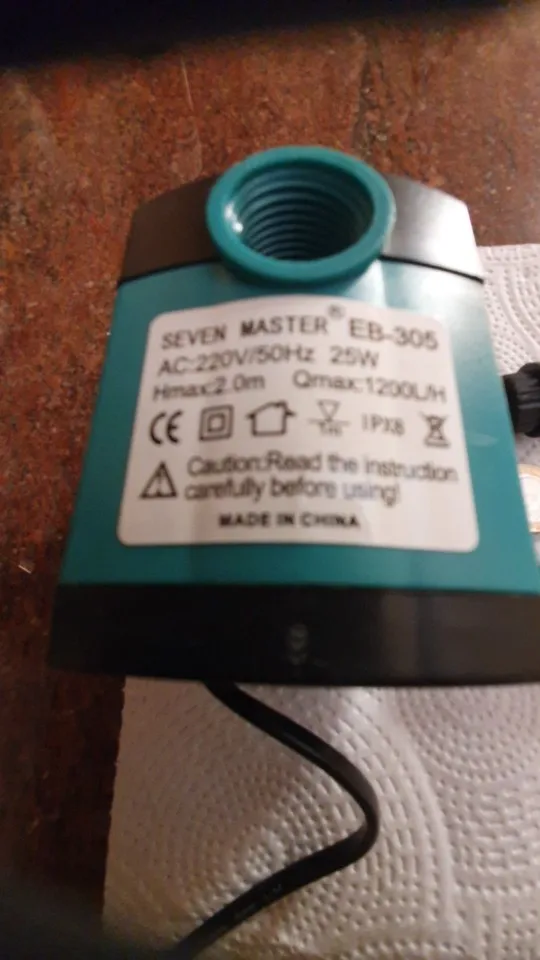 SEVEN MASTER® EB-305
AC:220V/50Hz 25W
Hmax:2.0m Qmax:1200L/H
CE IPX8
Caution:Read the instruction
carefully before using!
MADE IN CHINA